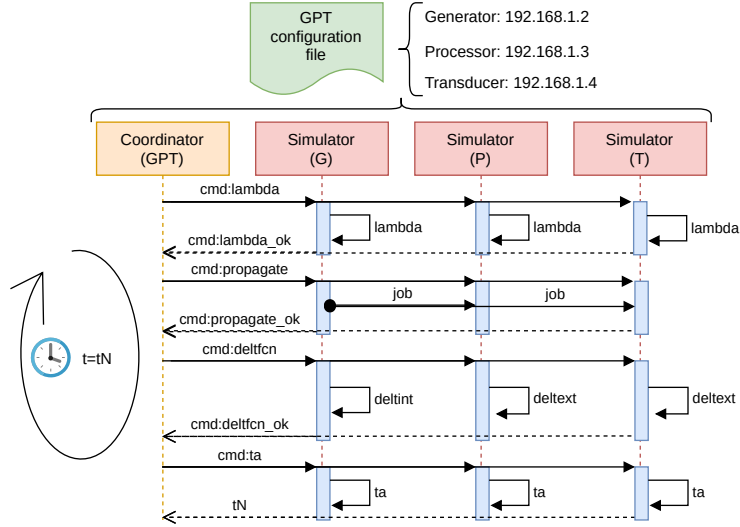 GPT
configuration
file
Generator: 192.168.1.2
Processor: 192.168.1.3
Transducer: 192.168.1.4
Coordinator
(GPT)
Simulator
(G)
Simulator
(P)
Simulator
(T)
cmd:lambda
lambda
lambda
lambda
cmd:lambda_ok
cmd:propagate
job
job
cmd:propagate_ok
t=tN
cmd:deltfcn
deltint
deltext
deltext
cmd:deltfcn_ok
cmd:ta
ta
ta
ta
tN